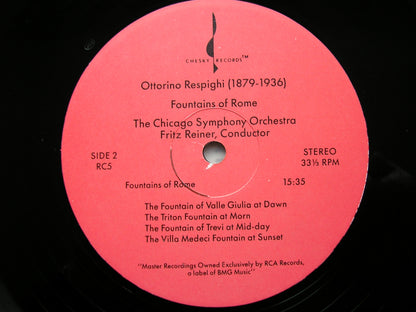 CHESKY RECORDS™
Ottorino Respighi (1879-1936)
Fountains of Rome
The Chicago Symphony Orchestra
Fritz Reiner, Conductor
SIDE 2
RC5
STEREO
33⅓ RPM
Fountains of Rome 15:35
The Fountain of Valle Giulia at Dawn
The Triton Fountain at Morn
The Fountain of Trevi at Mid-day
The Villa Medeci Fountain at Sunset
"Master Recordings Owned Exclusively by RCA Records,
a label of BMG Music"